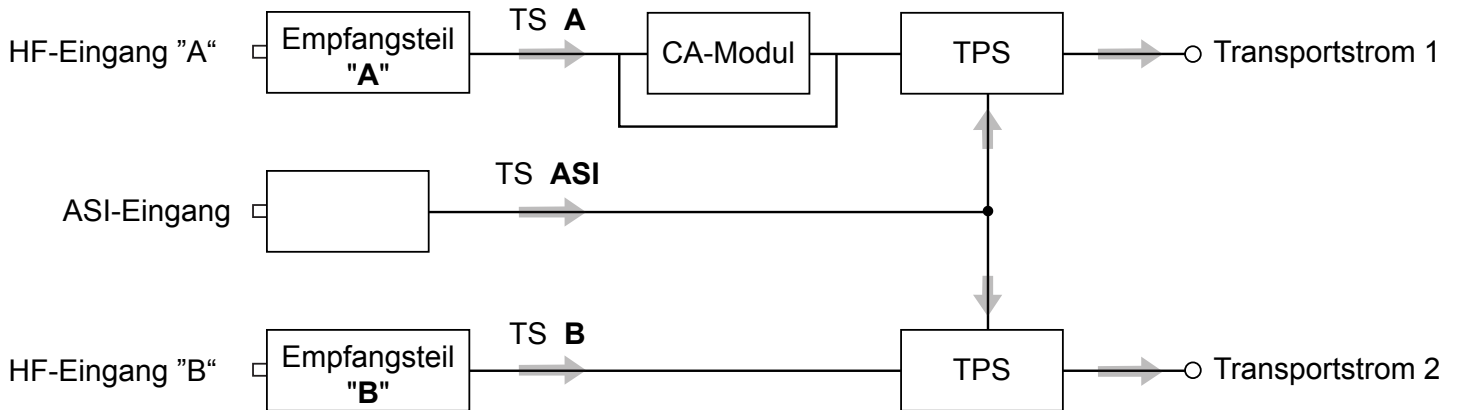 TS A
HF-Eingang ”A“
Empfangsteil
"A"
CA-Modul
TPS
Transportstrom 1
TS ASI
ASI-Eingang
TS B
HF-Eingang ”B“
Empfangsteil
"B"
TPS
Transportstrom 2